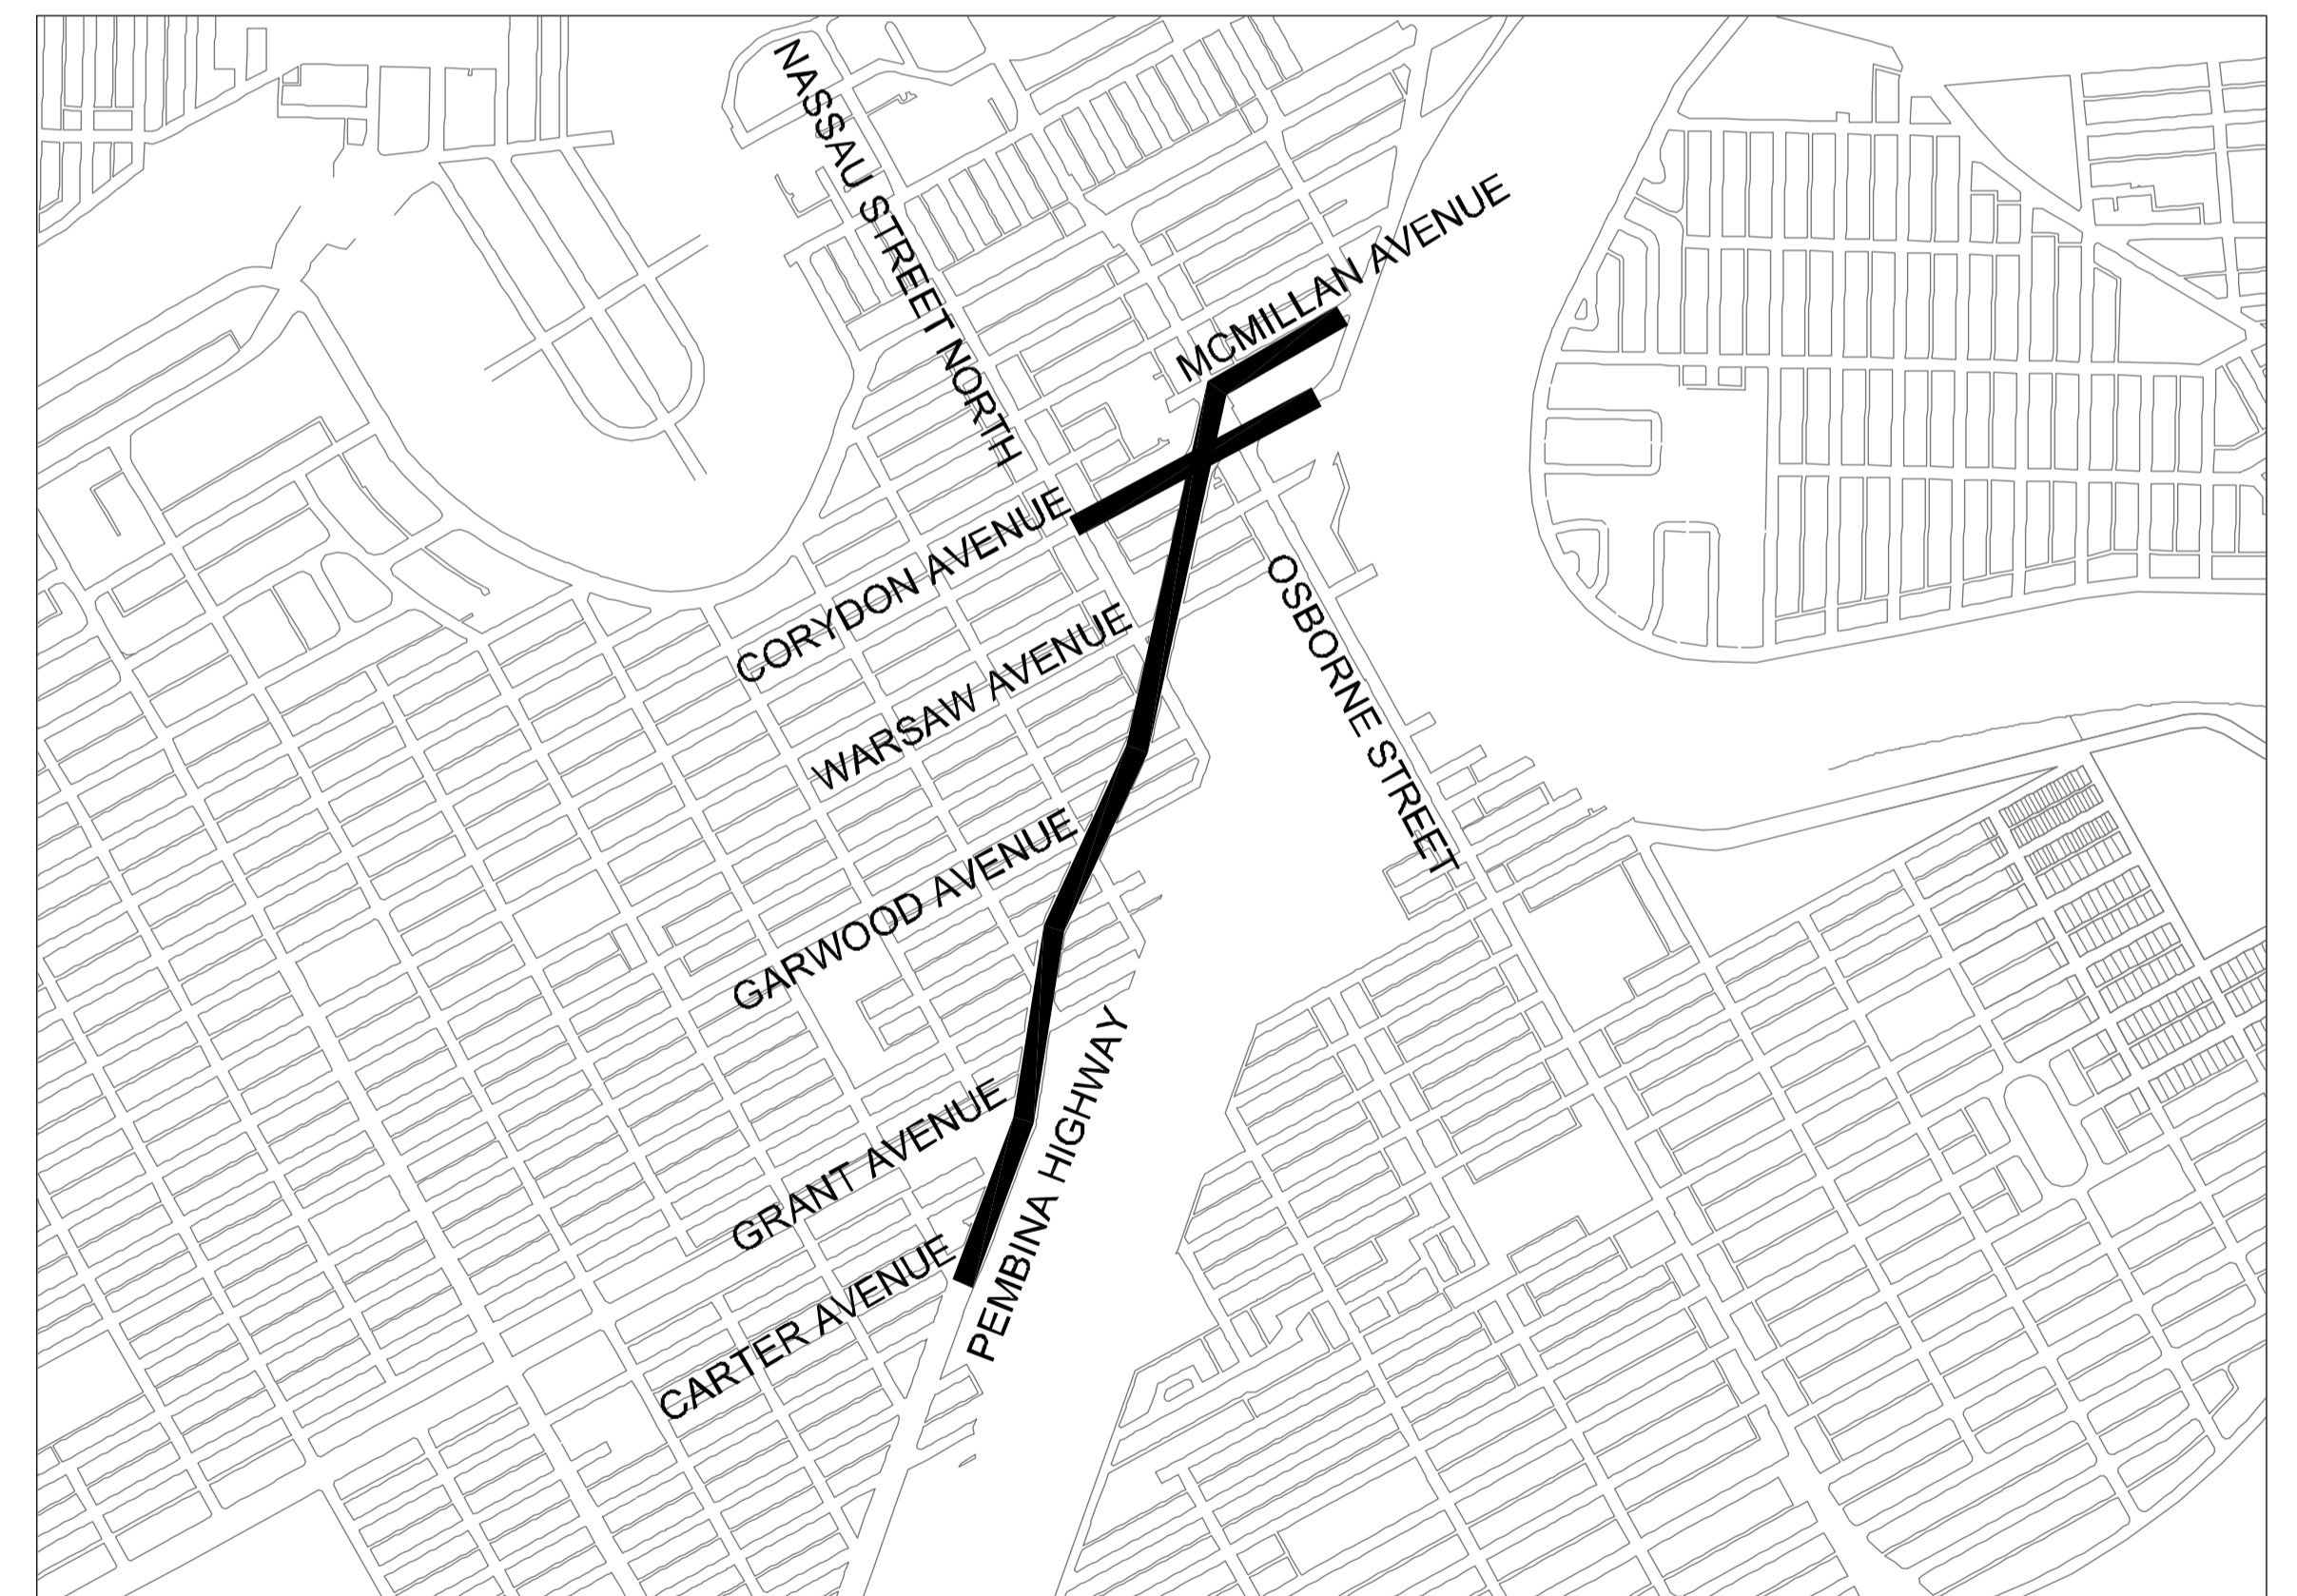 NASSAU STREET NORTH
MCMILLAN AVENUE
CORYDON AVENUE
OSBORNE STREET
WARSAW AVENUE
GARWOOD AVENUE
PEMBINA HIGHWAY
GRANT AVENUE
CARTER AVENUE